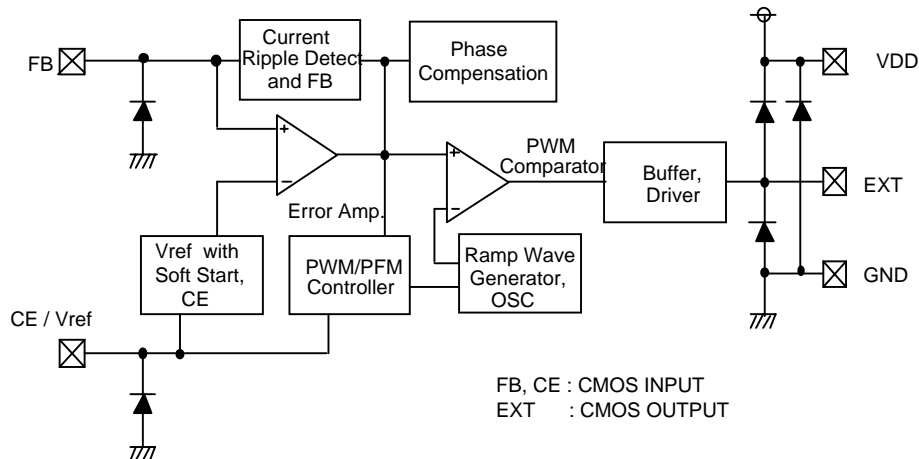 FB
Current
Ripple Detect
and FB
Phase
Compensation
VDD
+
−
Error Amp.
+
−
PWM
Comparator
Buffer,
Driver
EXT
Vref with
Soft Start,
CE
PWM/PFM
Controller
Ramp Wave
Generator,
OSC
GND
CE / Vref
FB, CE : CMOS INPUT
EXT : CMOS OUTPUT